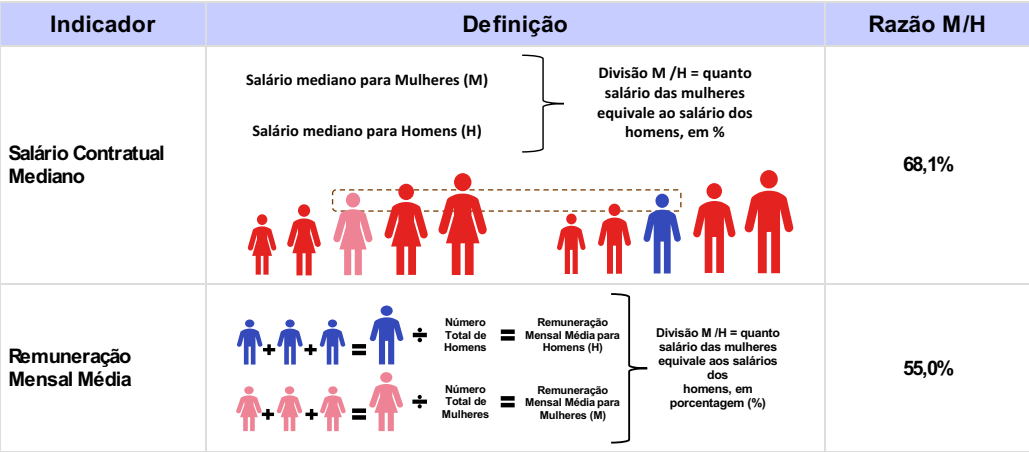 Indicador
Definição
Razão M/H
Salário Contratual
Mediano
Salário mediano para Mulheres (M)
Salário mediano para Homens (H)
Divisão M /H = quanto
salário das mulheres
equivale ao salário dos
homens, em %
68,1%
Remuneração
Mensal Média
+ + = ÷
Número
Total de
Homens
=
Remuneração
Mensal Média para
Homens (H)
+ + = ÷
Número
Total de
Mulheres
=
Remuneração
Mensal Média para
Mulheres (M)
Divisão M /H = quanto
salário das mulheres
equivale aos salários
dos
homens, em
porcentagem (%)
55,0%